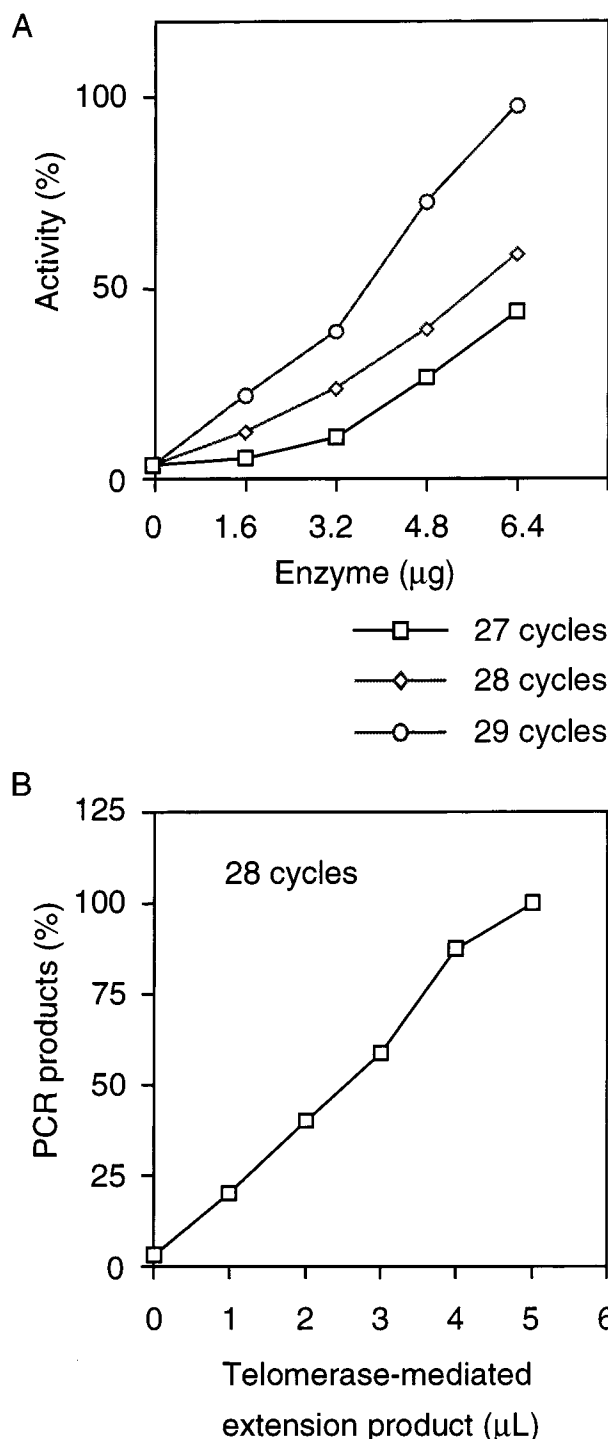 A
100
50
0
Activity (%)
0 1.6 3.2 4.8 6.4
Enzyme (μg)
27 cycles
28 cycles
29 cycles
B
125
100
75
50
25
0
PCR products (%)
28 cycles
0 1 2 3 4 5 6
Telomerase-mediated
extension product (μL)